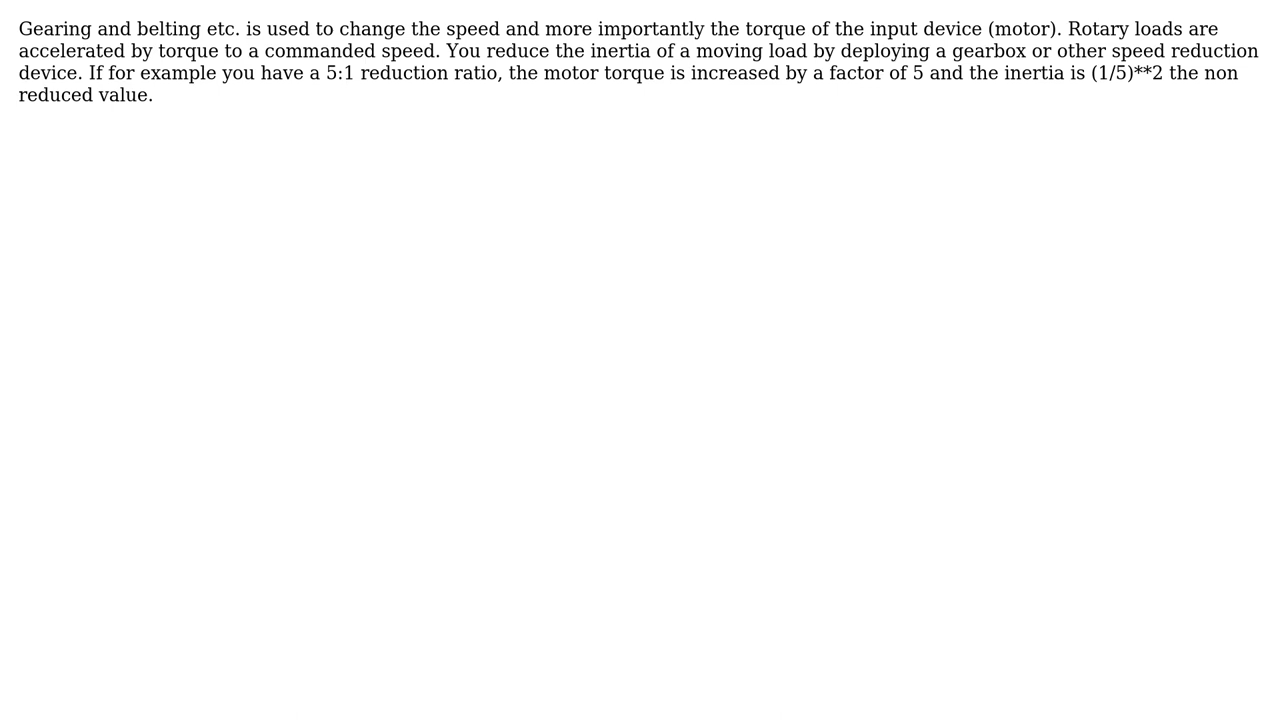 Gearing and belting etc. is used to change the speed and more importantly the torque of the input device (motor). Rotary loads are
accelerated by torque to a commanded speed. You reduce the inertia of a moving load by deploying a gearbox or other speed reduction
device. If for example you have a 5:1 reduction ratio, the motor torque is increased by a factor of 5 and the inertia is (1/5)**2 the non
reduced value.